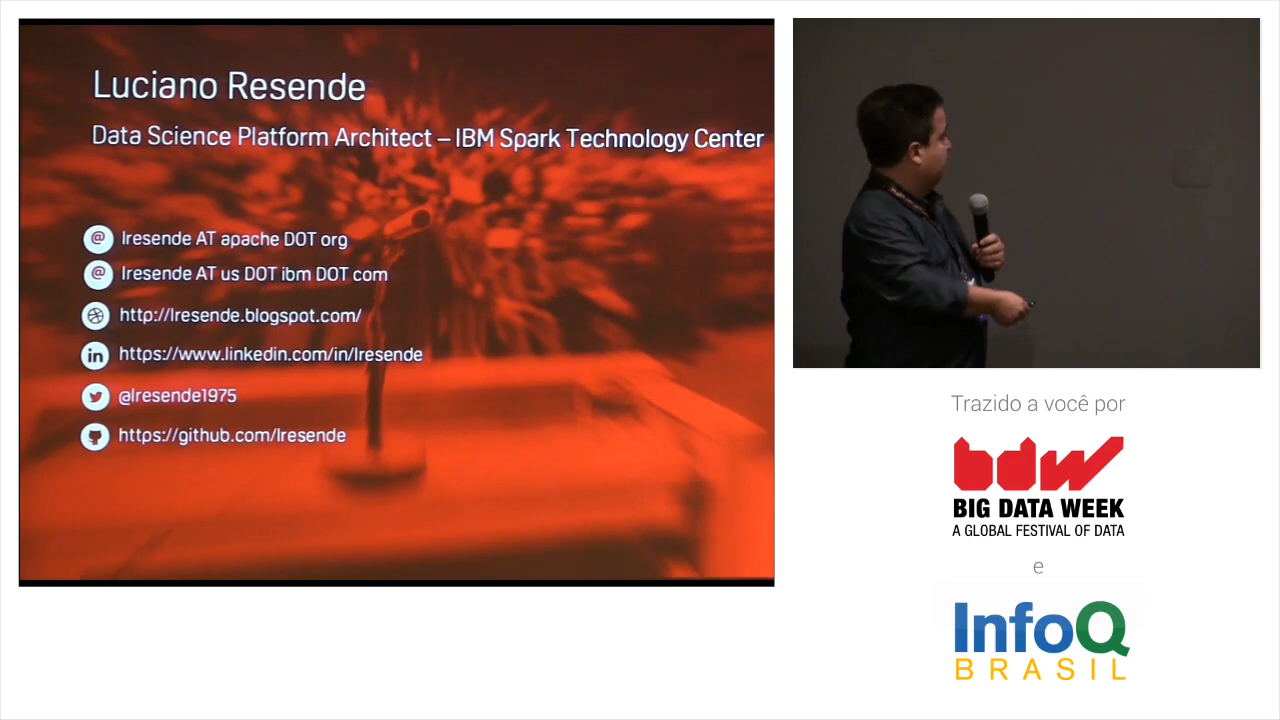 Luciano Resende
Data Science Platform Architect – IBM Spark Technology Center
@ lresende AT apache DOT org
@ lresende AT us DOT ibm DOT com
http://lresende.blogspot.com/
in https://www.linkedin.com/in/lresende
@lresende1975
https://github.com/lresende
Trazido a você por
bdw
BIG DATA WEEK
A GLOBAL FESTIVAL OF DATA
e
InfoQ
BRASIL